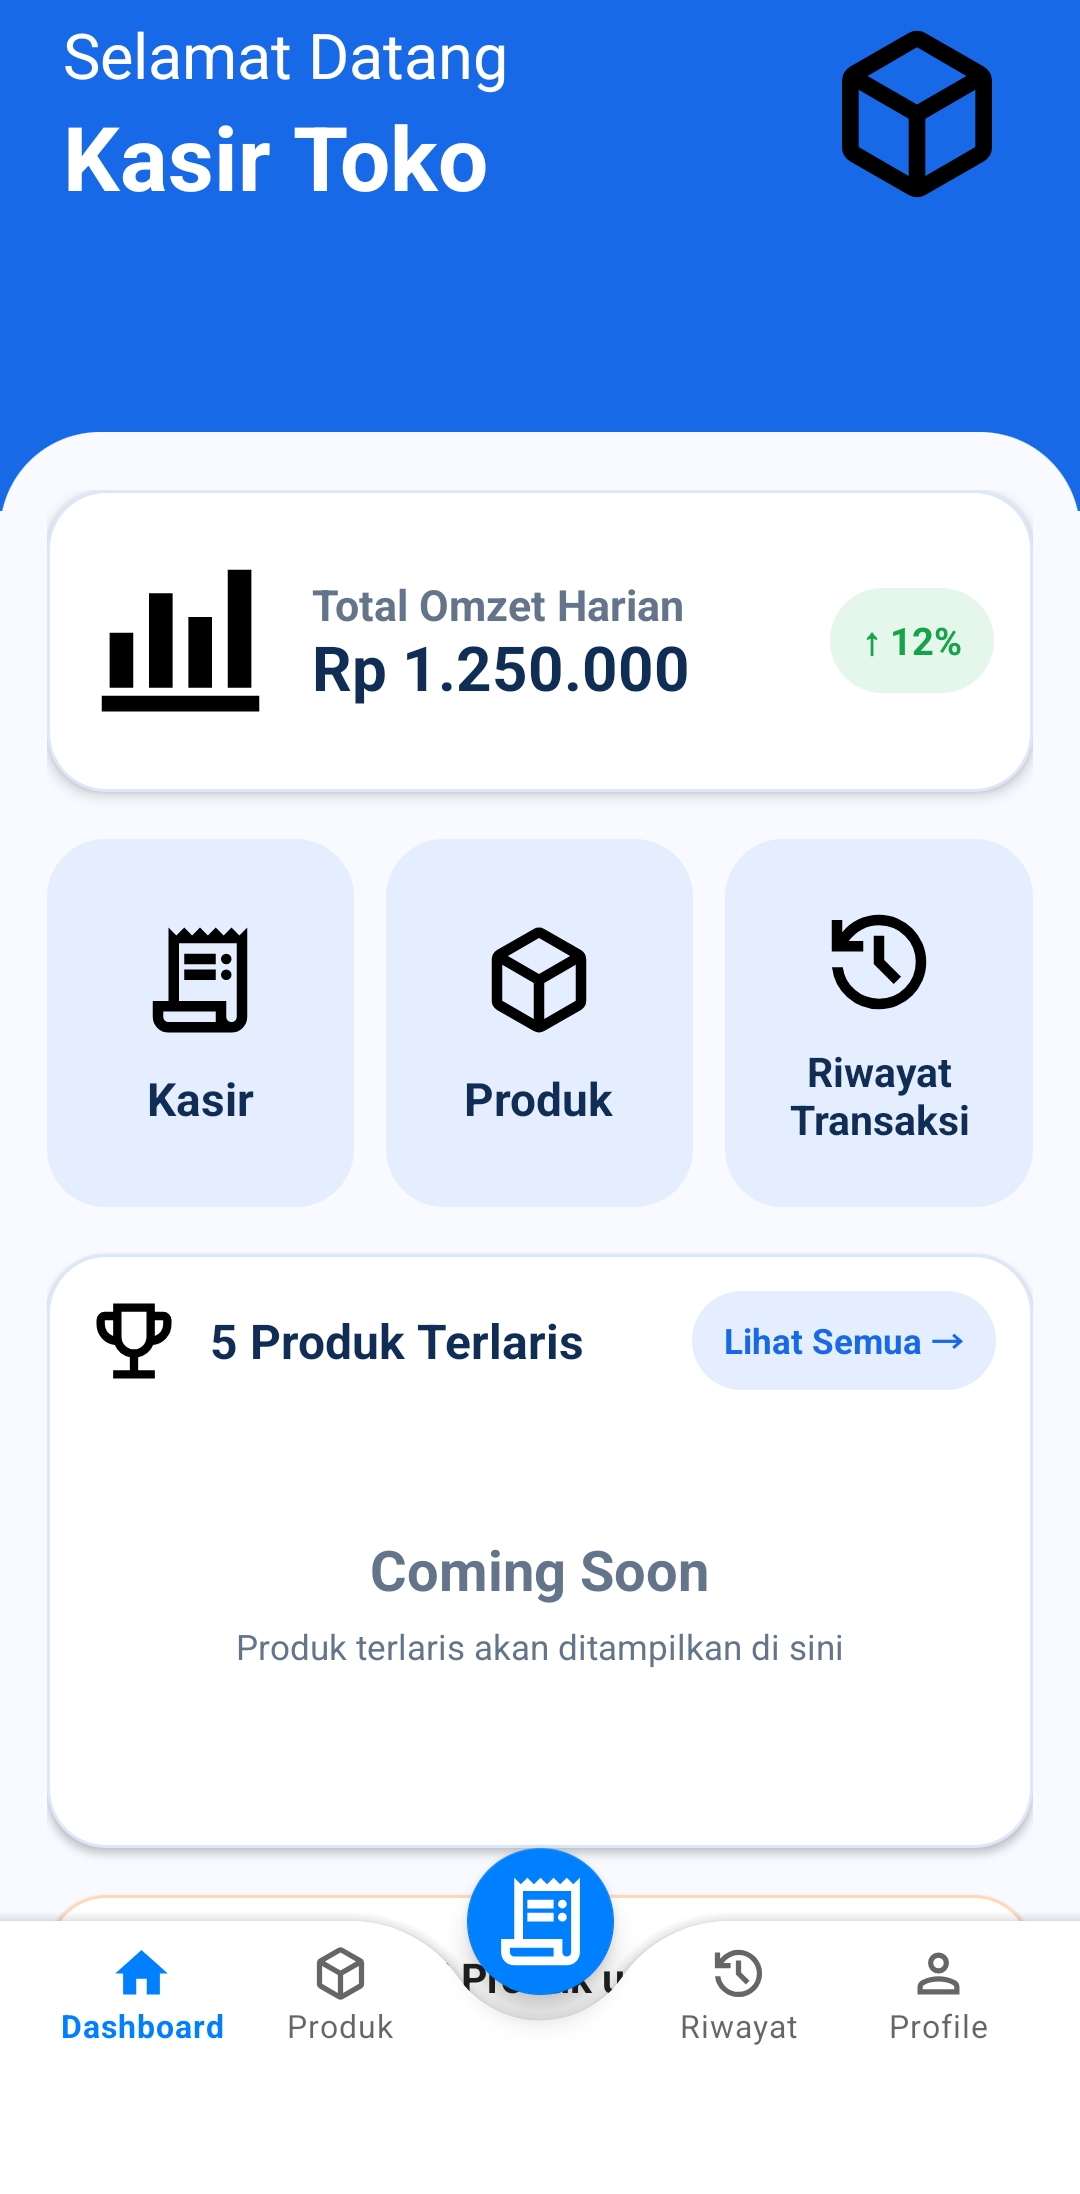 Selamat Datang
Kasir Toko
Total Omzet Harian
Rp 1.250.000
↑ 12%
Kasir
Produk
Riwayat
Transaksi
5 Produk Terlaris
Lihat Semua →
Coming Soon
Produk terlaris akan ditampilkan di sini
Dashboard
Produk
Riwayat
Profile